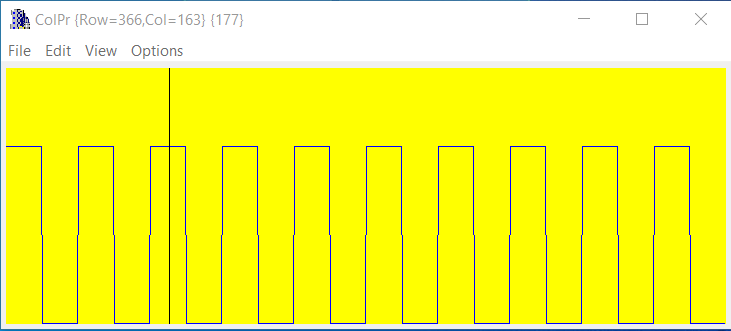 ColPr {Row=366,Col=163} {177}
File Edit View Options